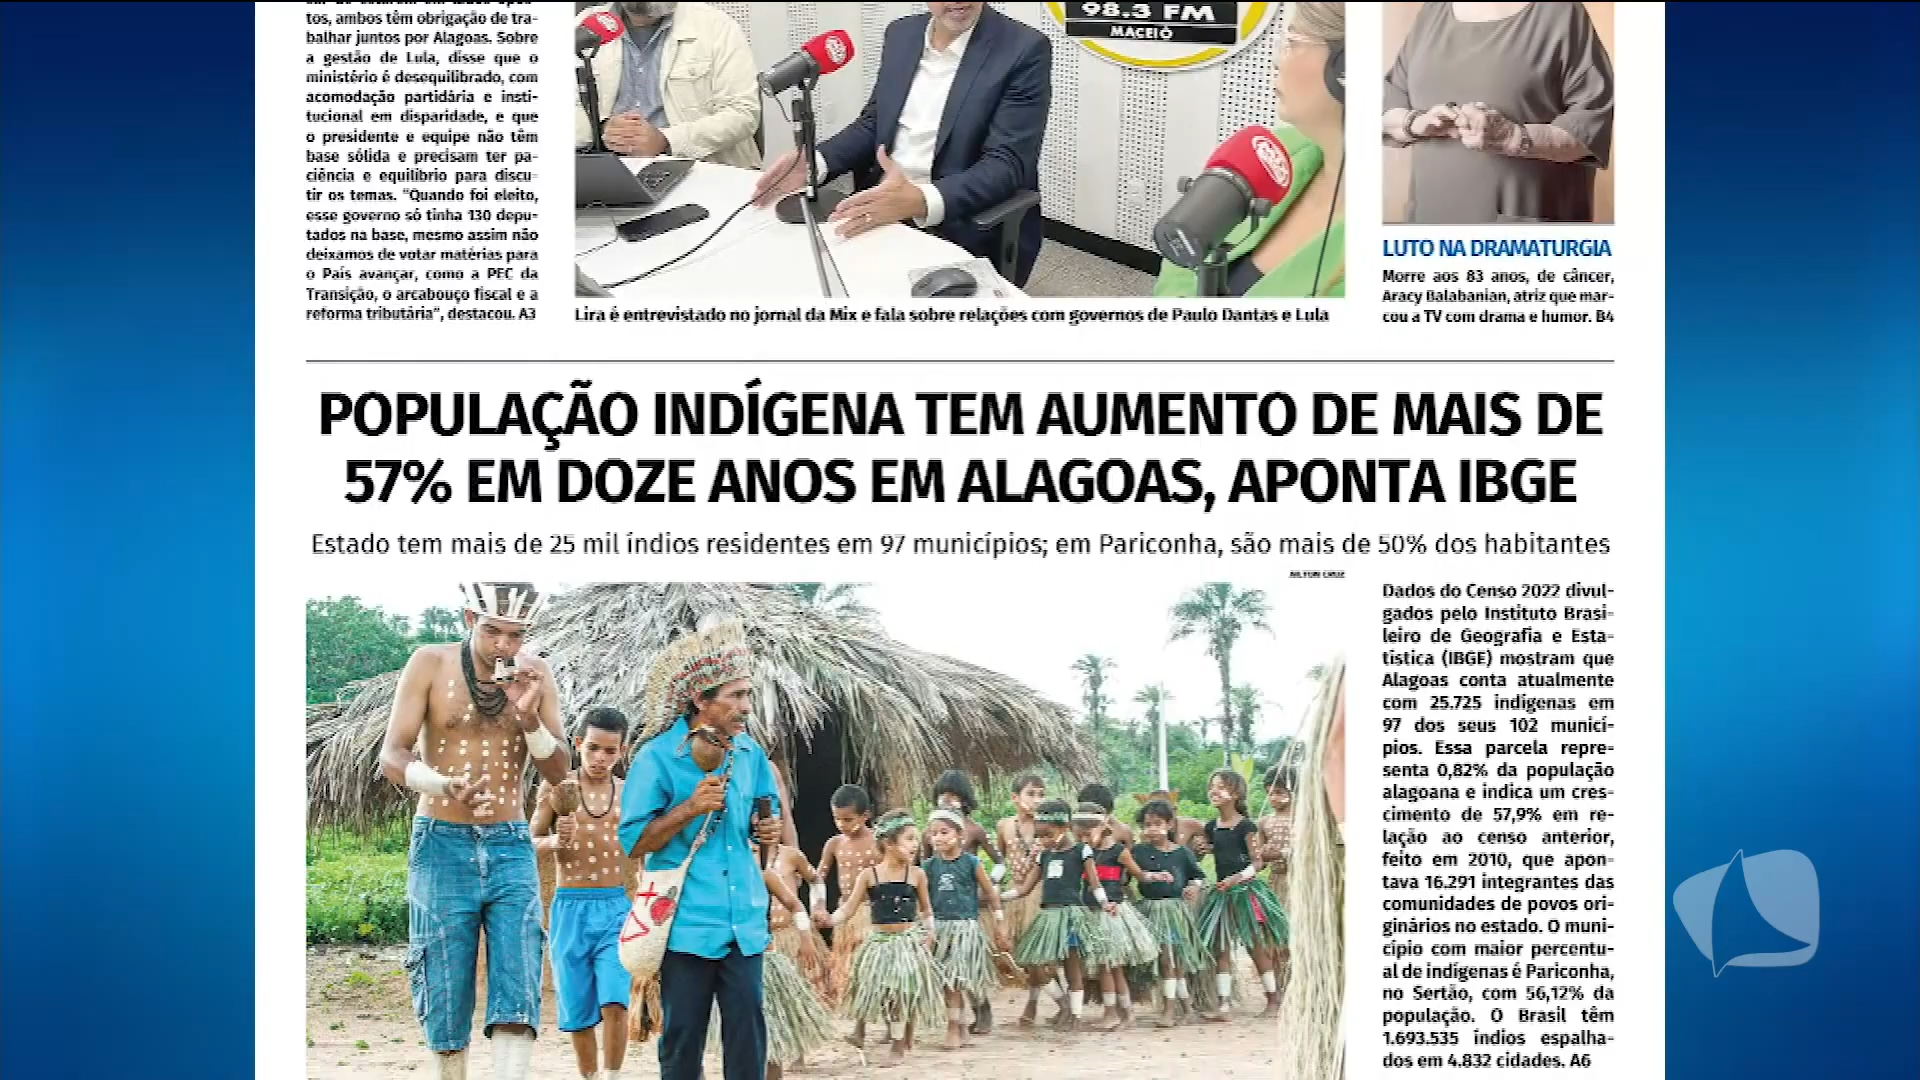 tos, ambos têm obrigação de tra-
balhar juntos por Alagoas. Sobre
a gestão de Lula, disse que o
ministério é desequilibrado, com
acomodação partidária e insti-
tucional em disparidade, e que
o presidente e equipe não têm
base sólida e precisam ter pa-
ciência e equilíbrio para discu-
tir os temas. “Quando foi eleito,
esse governo só tinha 130 depu-
tados na base, mesmo assim não
deixamos de votar matérias para
o País avançar, como a PEC da
Transição, o arcabouço fiscal e a
reforma tributária”, destacou. A3
98.3 FM
MACEIÓ
Lira é entrevistado no jornal da Mix e fala sobre relações com governos de Paulo Dantas e Lula
LUTO NA DRAMATURGIA
Morre aos 83 anos, de câncer,
Aracy Balabanian, atriz que mar-
cou a TV com drama e humor. B4
POPULAÇÃO INDÍGENA TEM AUMENTO DE MAIS DE
57% EM DOZE ANOS EM ALAGOAS, APONTA IBGE
Estado tem mais de 25 mil índios residentes em 97 municípios; em Pariconha, são mais de 50% dos habitantes
AILTON CRUZ
Dados do Censo 2022 divul-
gados pelo Instituto Brasi-
leiro de Geografia e Esta-
tística (IBGE) mostram que
Alagoas conta atualmente
com 25.725 indígenas em
97 dos seus 102 municí-
pios. Essa parcela repre-
senta 0,82% da população
alagoana e indica um cres-
cimento de 57,9% em re-
lação ao censo anterior,
feito em 2010, que apon-
tava 16.291 integrantes das
comunidades de povos ori-
ginários no estado. O muni-
cípio com maior percentu-
al de indígenas é Pariconha,
no Sertão, com 56,12% da
população. O Brasil têm
1.693.535 índios espalha-
dos em 4.832 cidades. A6